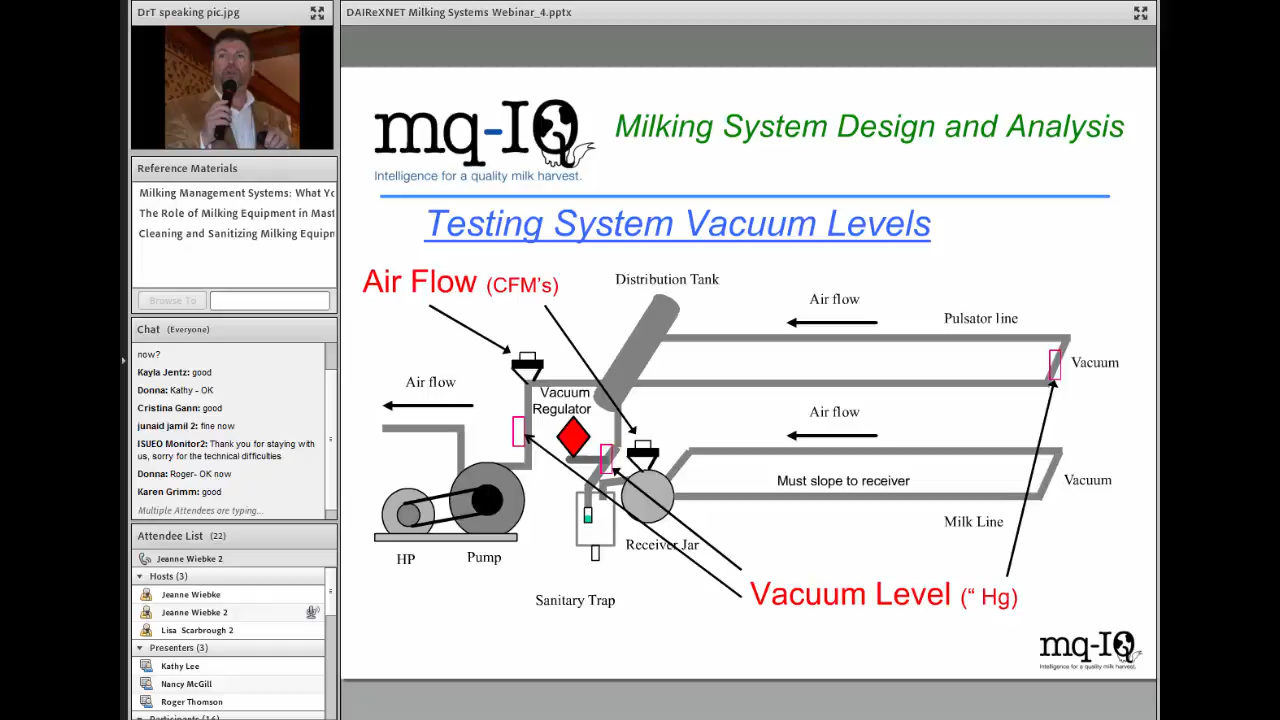 DrT speaking pic.jpg
DAIReXNET Milking Systems Webinar_4.pptx
Reference Materials
Milking Management Systems: What Yo
The Role of Milking Equipment in Mast
Cleaning and Sanitizing Milking Equipm
Browse To
Chat (Everyone)
now?
Kayla Jentz: good
Donna: Kathy - OK
Cristina Gann: good
junaid jamil 2: fine now
ISUEO Monitor2: Thank you for staying with
us, sorry for the technical difficulties
Donna: Roger- OK now
Karen Grimm: good
Multiple Attendees are typing...
Attendee List (22)
Jeanne Wiebke 2
Hosts (3)
Jeanne Wiebke
Jeanne Wiebke 2
Lisa Scarbrough 2
Presenters (3)
Kathy Lee
Nancy McGill
Roger Thomson
Participants (16)
mq-IQ
Intelligence for a quality milk harvest.
Milking System Design and Analysis
Testing System Vacuum Levels
Air Flow (CFM's)
Distribution Tank
Air flow
Pulsator line
Vacuum
Air flow
Vacuum
Regulator
Air flow
Must slope to receiver
Vacuum
Milk Line
HP
Pump
Receiver Jar
Sanitary Trap
Vacuum Level (“ Hg)
mq-IQ
Intelligence for a quality milk harvest.